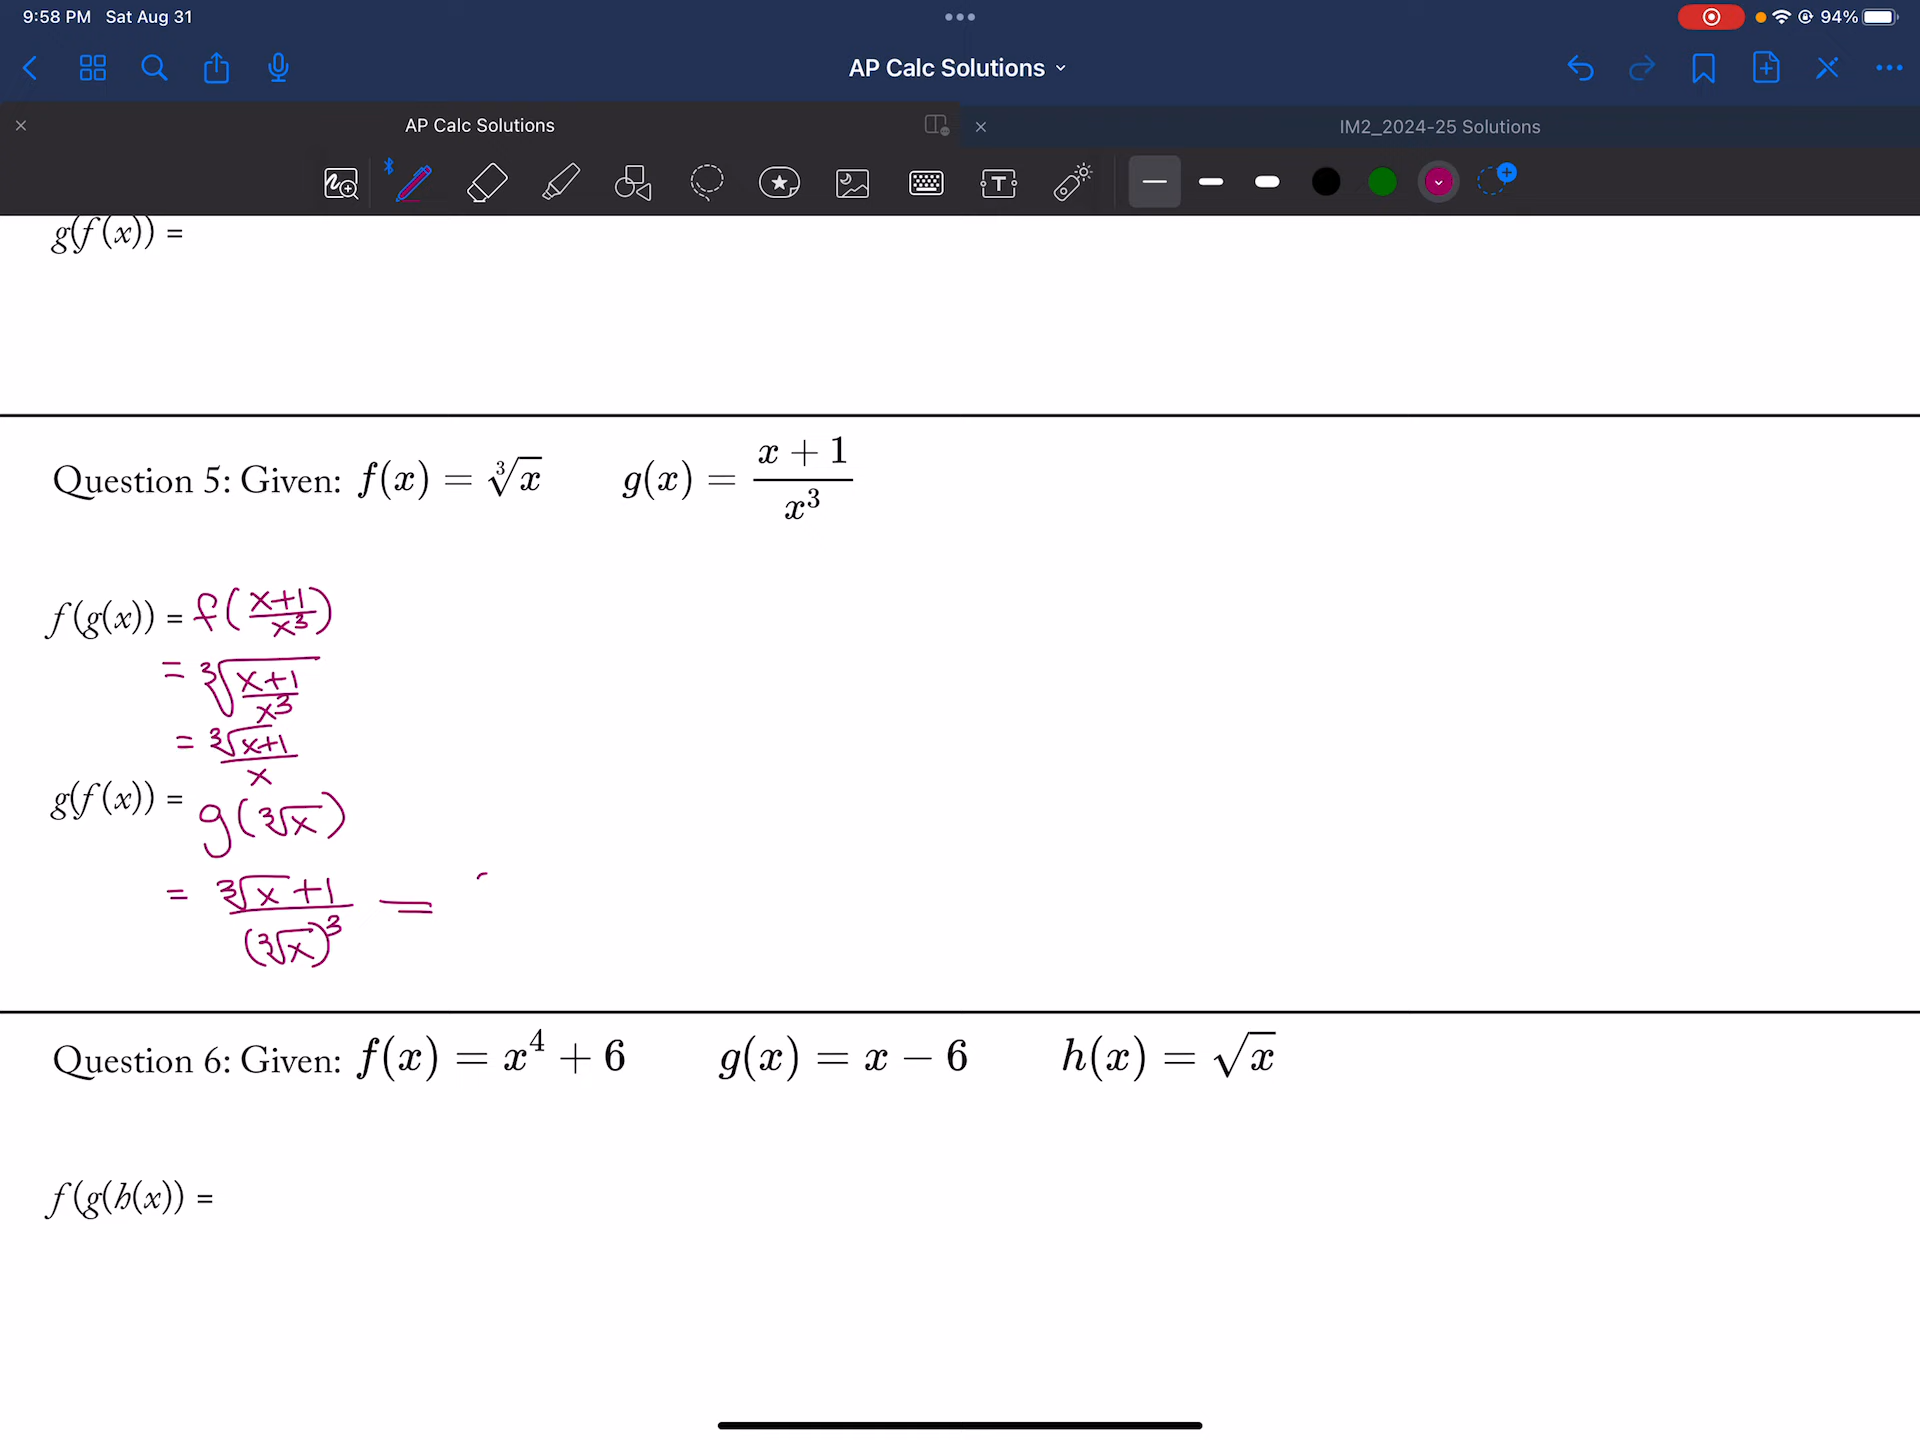 9:58 PM Sat Aug 31
94%
AP Calc Solutions
AP Calc Solutions
IM2_2024-25 Solutions
g(f(x)) =
Question 5: Given: f(x) = ∛x g(x) = (x + 1)/x³
f(g(x)) = f((x+1)/x³)
= ∛((x+1)/x³)
= ∛(x+1)/x
g(f(x)) = g(∛x)
= (∛x + 1)/(∛x)³ =
Question 6: Given: f(x) = x⁴ + 6 g(x) = x − 6 h(x) = √x
f(g(h(x)) =